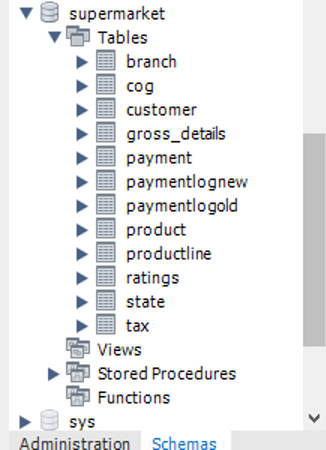 supermarket
Tables
branch
cog
customer
gross_details
payment
paymentlognew
paymentlogold
product
productline
ratings
state
tax
Views
Stored Procedures
Functions
sys
Administration Schemas